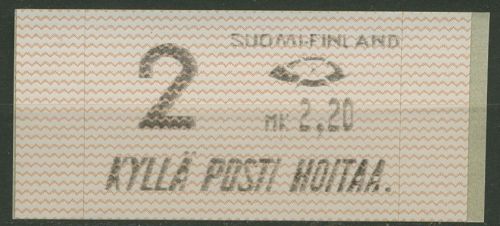 SUOMI-FINLAND
2
MK 2,20
KYLLÄ POSTI HOITAA.